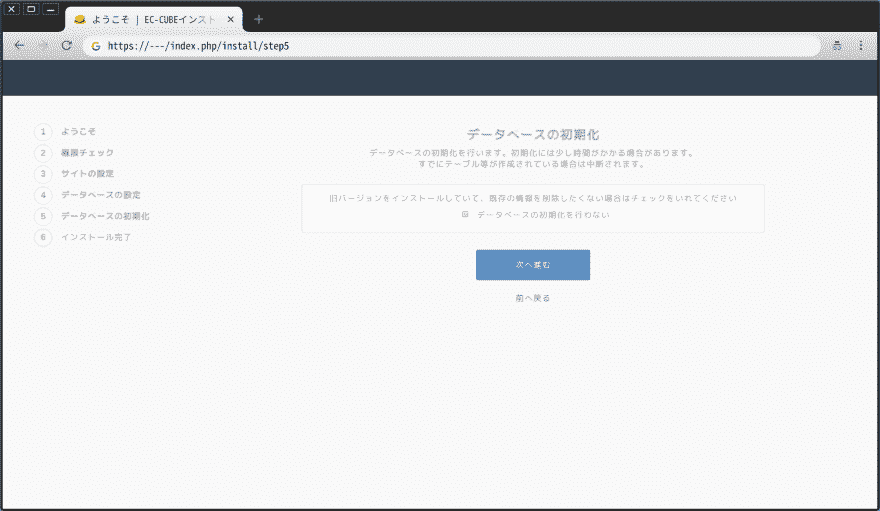 ようこそ | EC-CUBEインスト
https://---/index.php/install/step5
1 ようこそ
2 権限チェック
3 サイトの設定
4 データベースの設定
5 データベースの初期化
6 インストール完了
データベースの初期化
データベースの初期化を行います。初期化には少し時間がかかる場合があります。
すでにテーブル等が作成されている場合は中断されます。
旧バージョンをインストールしていて、既存の情報を削除したくない場合はチェックをいれてください
データベースの初期化を行わない
次へ進む
前へ戻る